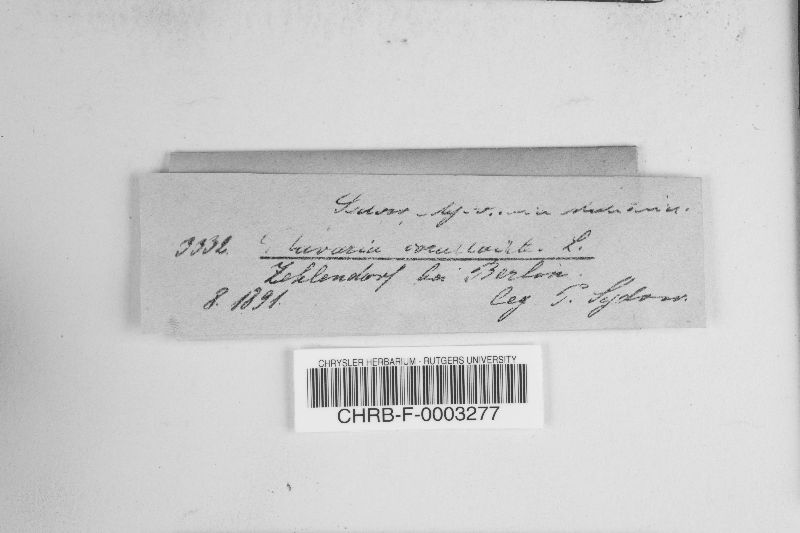 Sydow, Mycotheca Marchica.
3332. Clavaria L.
Zehlendorf bei Berlin.
8. 1891. leg P. Sydow.
CHRYSLER HERBARIUM - RUTGERS UNIVERSITY
CHRB-F-0003277